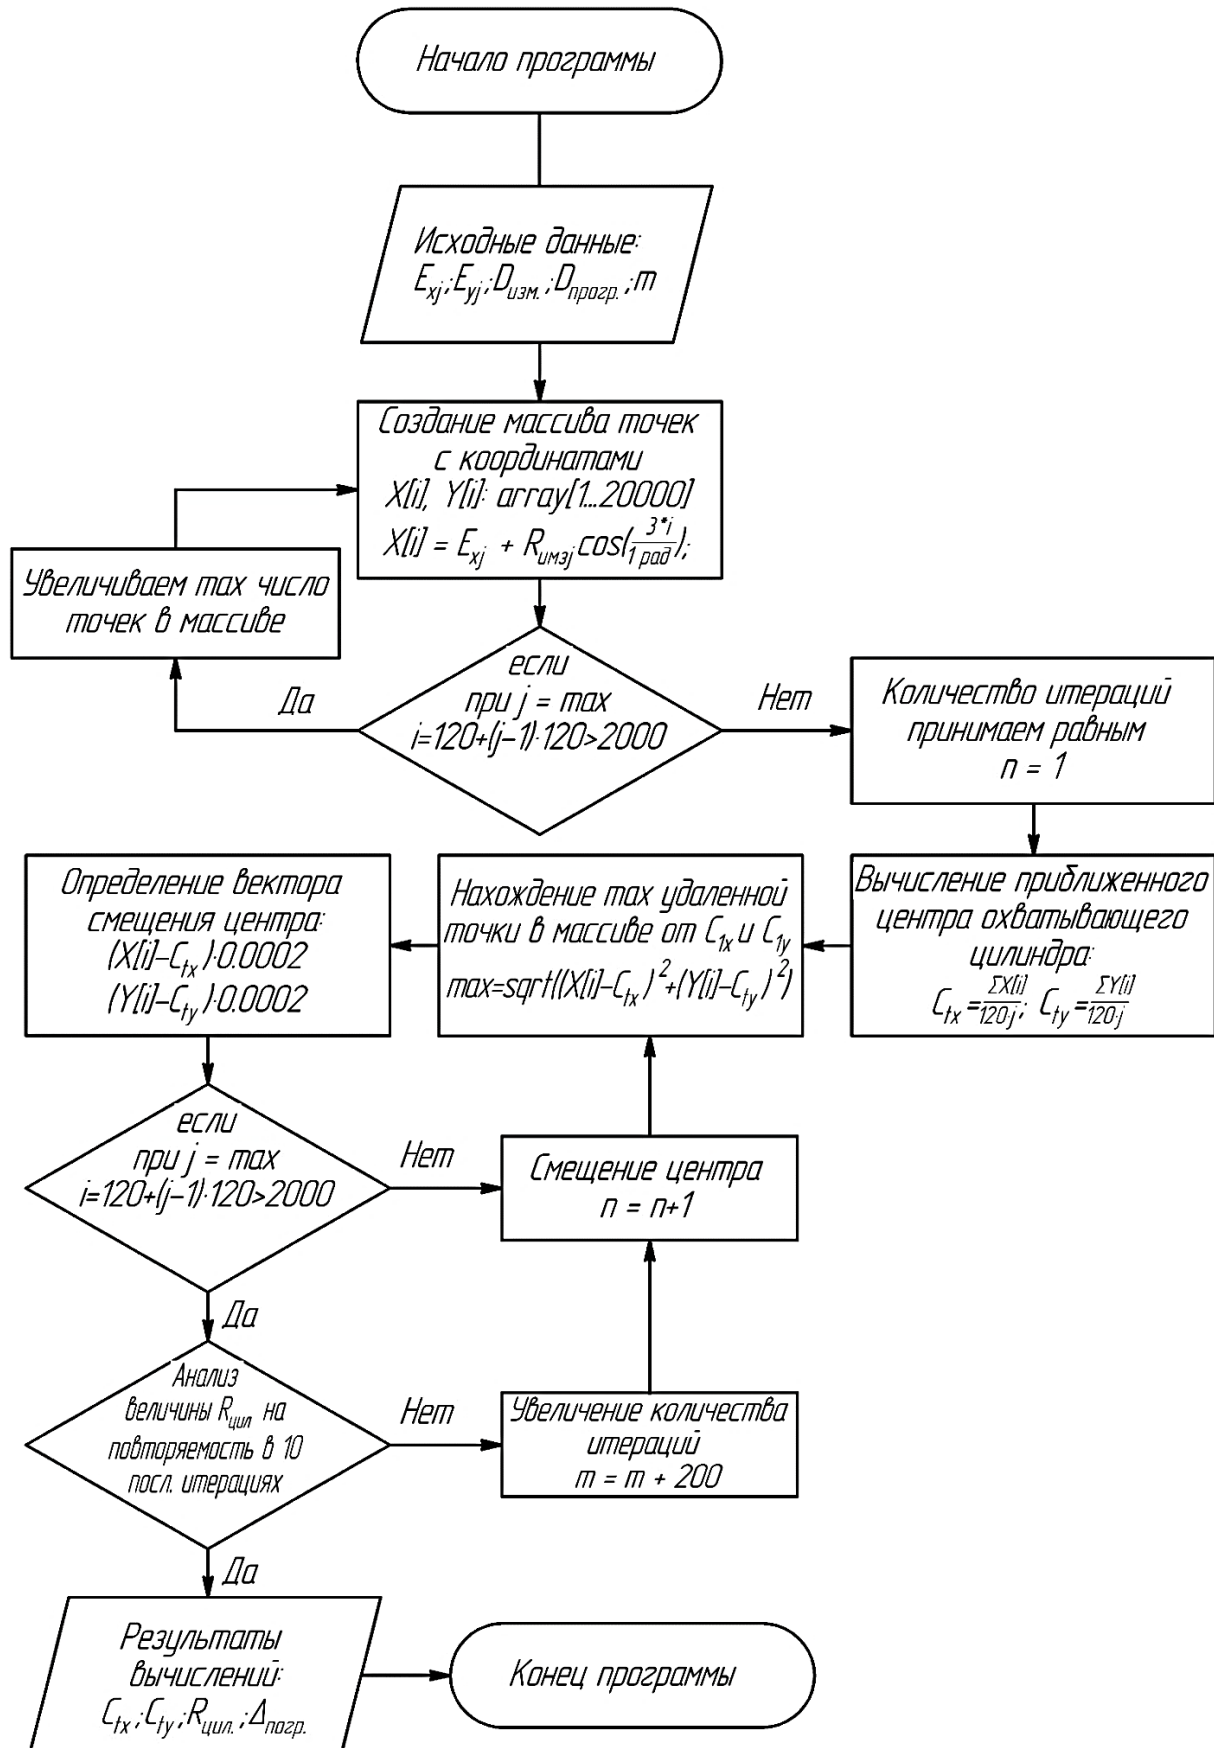 Начало программы
Исходные данные:
E_xj; E_yj; D_изм.; D_прогр.; m
Создание массива точек
с координатами
X[i], Y[i]: array[1...20000]
X[i] = E_xj + R_имзj cos(3*i/1 рад);
Увеличиваем max число
точек в массиве
Да
если
при j = max
i=120+(j-1)·120>2000
Нет
Количество итераций
принимаем равным
n = 1
Вычисление приближенного
центра охватывающего
цилиндра:
C_tx=ΣX[i]/120·j; C_ty=ΣY[i]/120·j
Нахождение max удаленной
точки в массиве от C_1x и C_1y
max=sqrt((X[i]-C_tx)²+(Y[i]-C_ty)²)
Определение вектора
смещения центра:
(X[i]-C_tx)·0.0002
(Y[i]-C_ty)·0.0002
если
при j = max
i=120+(j-1)·120>2000
Нет
Смещение центра
n = n+1
Да
Анализ
величины R_цил на
повторяемость в 10
посл. итерациях
Нет
Увеличение количества
итераций
m = m + 200
Да
Результаты
вычислений:
C_tx; C_ty; R_цил.; Δ_погр.
Конец программы